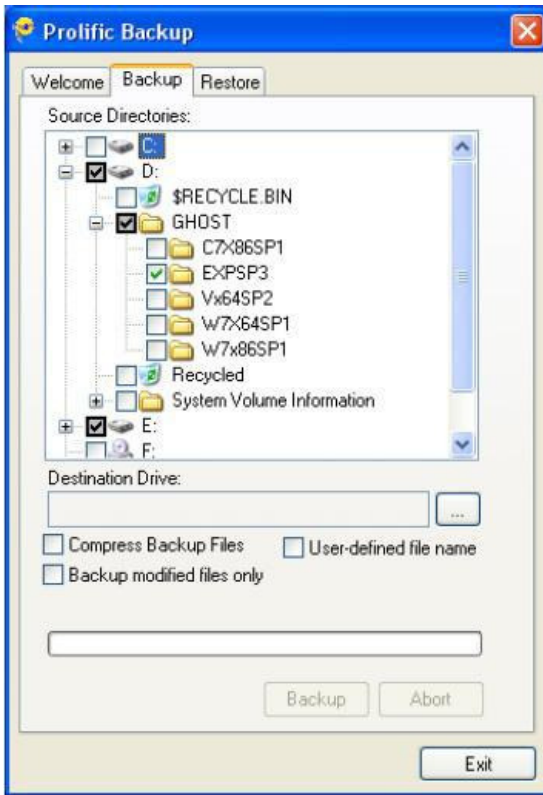 Prolific Backup
Welcome Backup Restore
Source Directories:
C:
D:
$RECYCLE.BIN
GHOST
C7X86SP1
EXPSP3
Vx64SP2
W7X64SP1
W7x86SP1
Recycled
System Volume Information
E:
F:
Destination Drive:
...
Compress Backup Files User-defined file name
Backup modified files only
Backup Abort
Exit